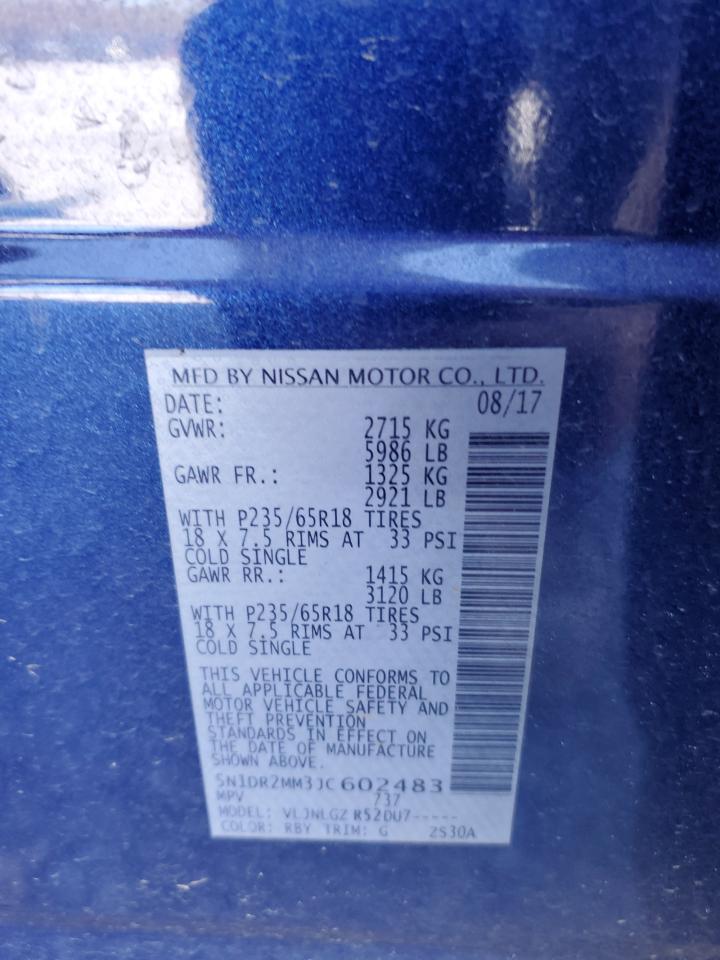 MFD BY NISSAN MOTOR CO., LTD.
DATE: 08/17
GVWR: 2715 KG
5986 LB
GAWR FR.: 1325 KG
2921 LB
WITH P235/65R18 TIRES
18 X 7.5 RIMS AT 33 PSI
COLD SINGLE
GAWR RR.: 1415 KG
3120 LB
WITH P235/65R18 TIRES
18 X 7.5 RIMS AT 33 PSI
COLD SINGLE
THIS VEHICLE CONFORMS TO
ALL APPLICABLE FEDERAL
MOTOR VEHICLE SAFETY AND
THEFT PREVENTION
STANDARDS IN EFFECT ON
THE DATE OF MANUFACTURE
SHOWN ABOVE.
5N1DR2MM3JC602483
MPV 737
MODEL: VLJNLGZ R52DU7-----
COLOR: RBY TRIM: G 2S30A